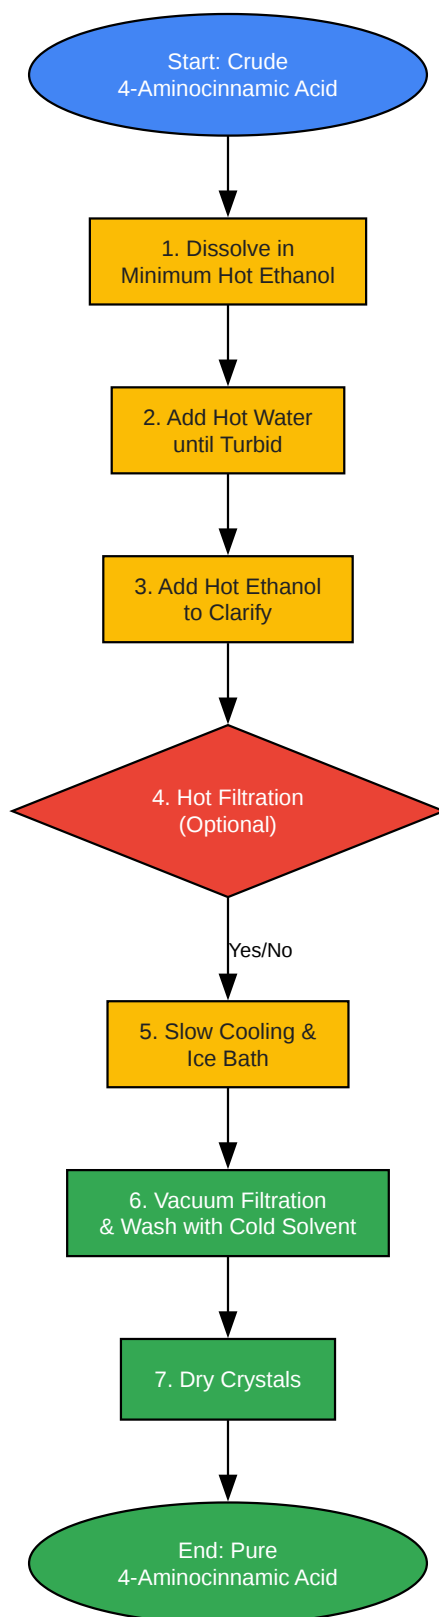 Start: Crude
4-Aminocinnamic Acid
1. Dissolve in
Minimum Hot Ethanol
2. Add Hot Water
until Turbid
3. Add Hot Ethanol
to Clarify
4. Hot Filtration
(Optional)
Yes/No
5. Slow Cooling &
Ice Bath
6. Vacuum Filtration
& Wash with Cold Solvent
7. Dry Crystals
End: Pure
4-Aminocinnamic Acid